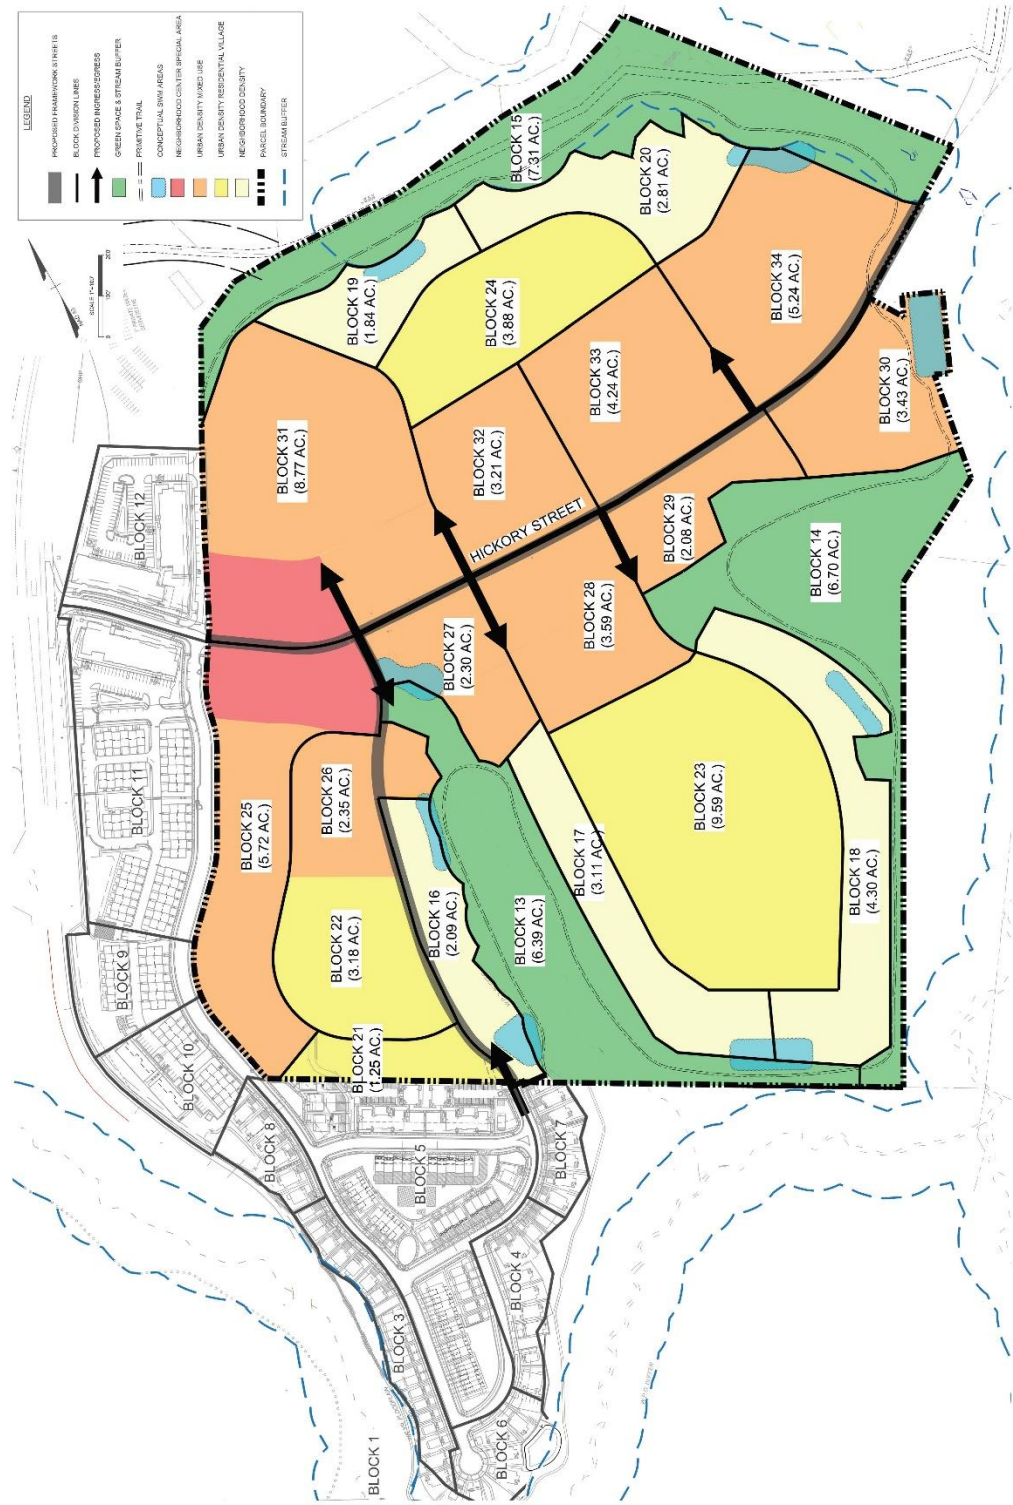 LEGEND
PROPOSED FRAMEWORK STREETS
BLOCK DIVISION LINES
PROPOSED INGRESS/EGRESS
GREEN SPACE & STREAM BUFFER
PRIMITIVE TRAIL
CONCEPTUAL SWM AREAS
NEIGHBORHOOD CENTER SPECIAL AREA
URBAN DENSITY MIXED USE
URBAN DENSITY RESIDENTIAL VILLAGE
NEIGHBORHOOD DENSITY
PARCEL BOUNDARY
STREAM BUFFER
BLOCK 15
(7.31 AC.)
BLOCK 20
(2.81 AC.)
BLOCK 19
(1.84 AC.)
BLOCK 24
(3.88 AC.)
BLOCK 34
(5.24 AC.)
BLOCK 33
(4.24 AC.)
BLOCK 30
(3.43 AC.)
BLOCK 31
(8.77 AC.)
BLOCK 32
(3.21 AC.)
HICKORY STREET
BLOCK 29
(2.08 AC.)
BLOCK 14
(6.70 AC.)
BLOCK 28
(3.59 AC.)
BLOCK 27
(2.30 AC.)
BLOCK 12
BLOCK 11
BLOCK 26
(2.35 AC.)
BLOCK 25
(5.72 AC.)
BLOCK 23
(9.59 AC.)
BLOCK 17
(3.11 AC.)
BLOCK 18
(4.30 AC.)
BLOCK 16
(2.09 AC.)
BLOCK 13
(6.39 AC.)
BLOCK 22
(3.18 AC.)
BLOCK 21
(1.25 AC.)
BLOCK 9
BLOCK 10
BLOCK 8
BLOCK 5
BLOCK 7
BLOCK 4
BLOCK 3
BLOCK 6
BLOCK 1